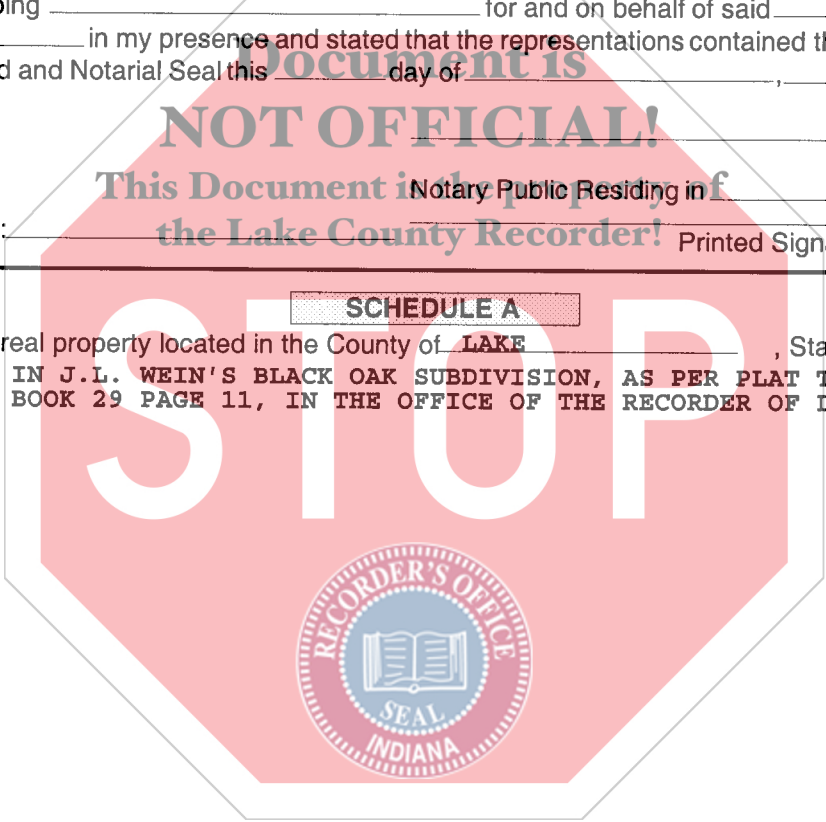 for and on behalf of said
in my presence and stated that the representations contained
and Notarial Seal this day of ,
Document is
NOT OFFICIAL!
This Document is the property of
the Lake County Recorder!
Notary Public Residing in
: Printed
SCHEDULE A
real property located in the County of LAKE ,
IN J.L. WEIN'S BLACK OAK SUBDIVISION, AS PER PLAT
BOOK 29 PAGE 11, IN THE OFFICE OF THE RECORDER OF
STOP
RECORDER'S OFFICE
SEAL
INDIANA